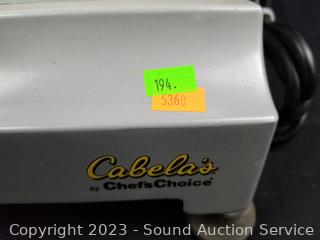 194.
5360
Cabela's
by Chef'sChoice
Copyright 2023 - Sound Auction Service